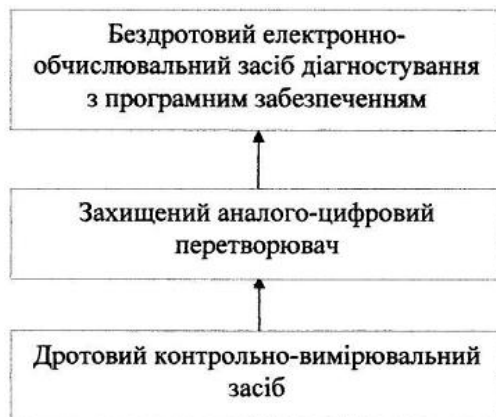 Бездротовий електронно-
обчислювальний засіб діагностування
з програмним забезпеченням
Захищений аналого-цифровий
перетворювач
Дротовий контрольно-вимірювальний
засіб